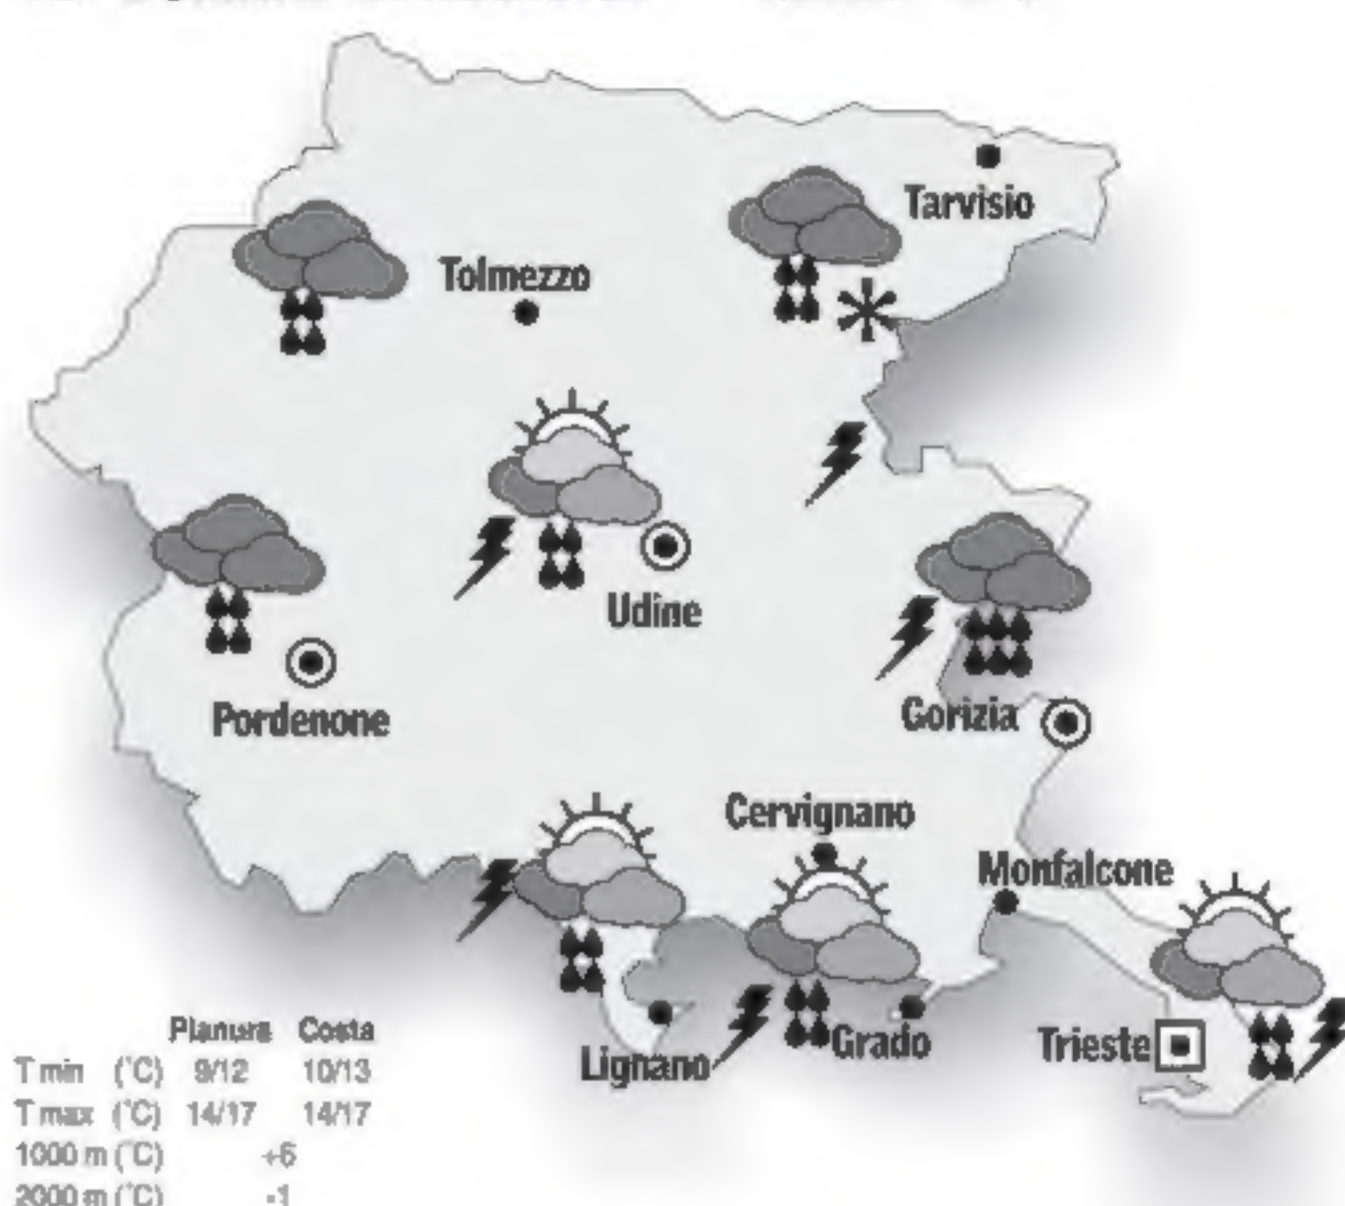 Tarvisio
Tolmezzo
Udine
Pordenone
Gorizia
Cervignano
Monfalcone
Lignano
Grado
Trieste
Pianura Costa
T min (°C) 9/12 10/13
T max (°C) 14/17 14/17
1000 m (°C) +6
2000 m (°C) -1